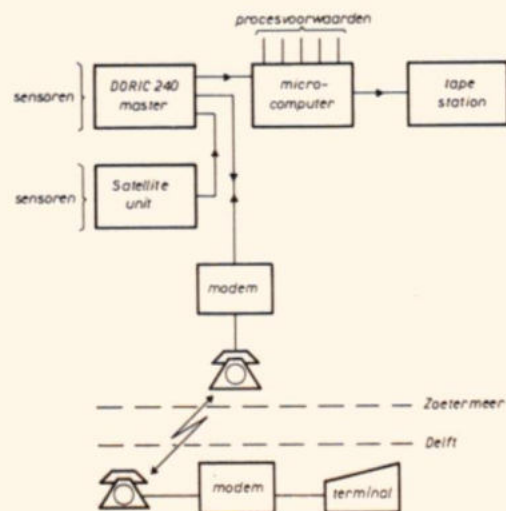 procesvoorwaarden
sensoren
DORIC 240
master
micro-
computer
tape
station
sensoren
Satellite
unit
modem
Zoetermeer
Delft
modem
terminal